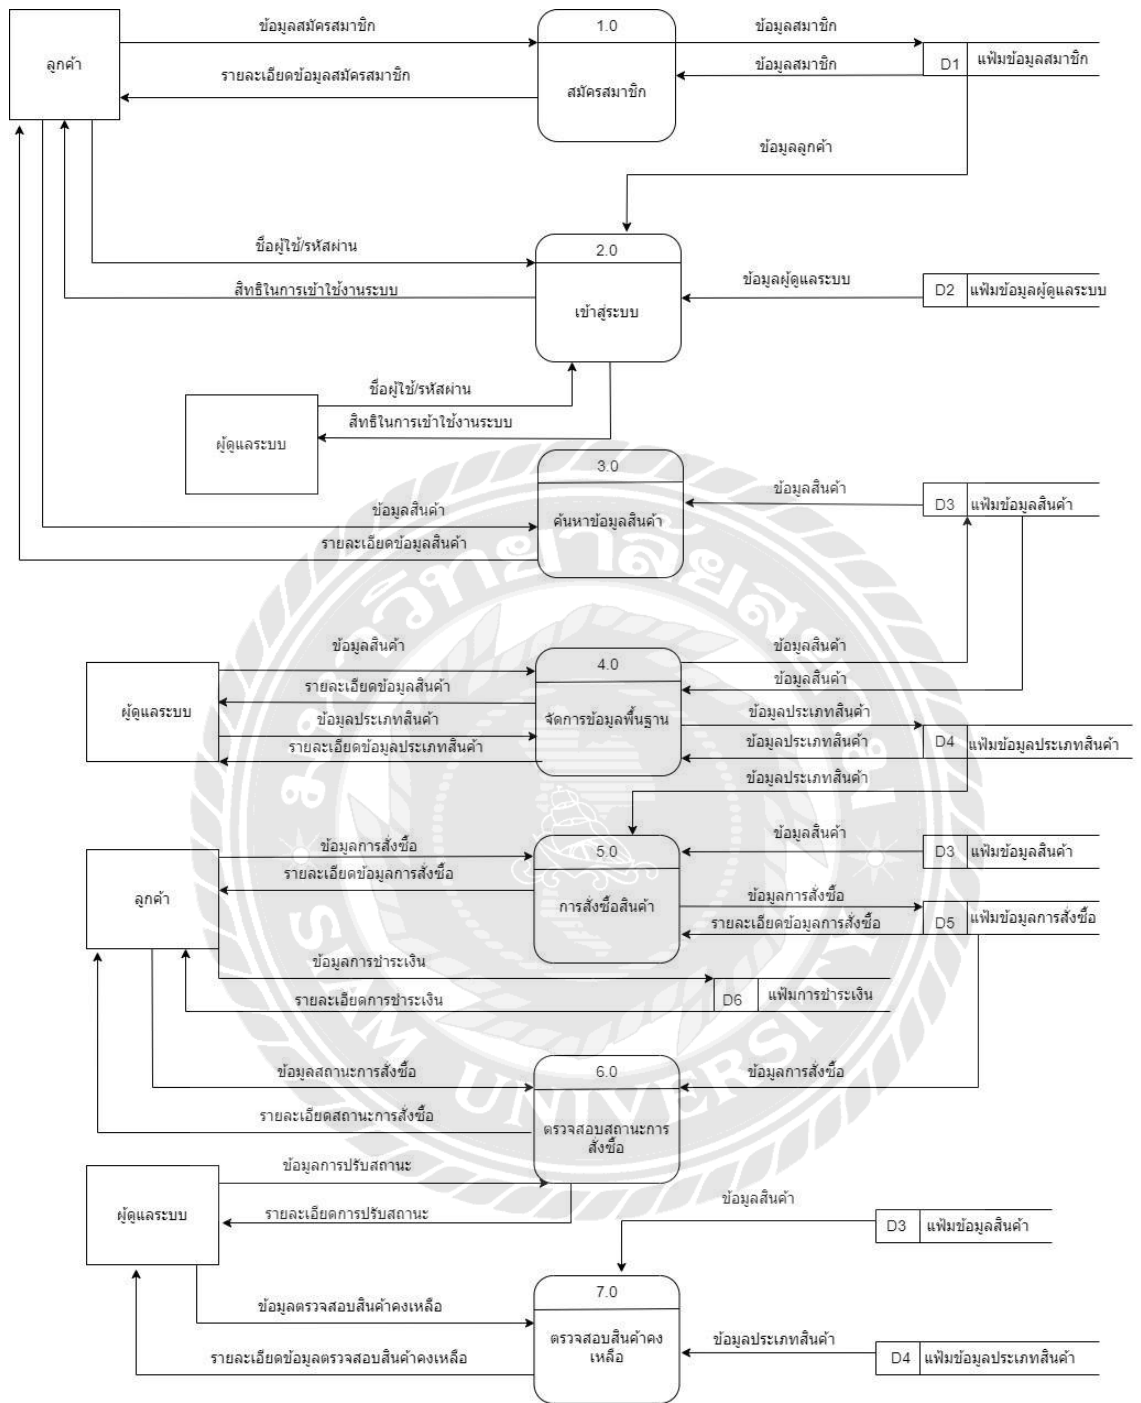 ข้อมูลสมัครสมาชิก
1.0
ข้อมูลสมาชิก
ลูกค้า
รายละเอียดข้อมูลสมัครสมาชิก
สมัครสมาชิก
ข้อมูลสมาชิก
D1
แฟ้มข้อมูลสมาชิก
ข้อมูลลูกค้า
ชื่อผู้ใช้/รหัสผ่าน
2.0
สิทธิในการเข้าใช้งานระบบ
เข้าสู่ระบบ
ข้อมูลผู้ดูแลระบบ
D2
แฟ้มข้อมูลผู้ดูแลระบบ
ชื่อผู้ใช้/รหัสผ่าน
สิทธิในการเข้าใช้งานระบบ
ผู้ดูแลระบบ
3.0
ข้อมูลสินค้า
D3
แฟ้มข้อมูลสินค้า
ข้อมูลสินค้า
ค้นหาข้อมูลสินค้า
รายละเอียดข้อมูลสินค้า
ข้อมูลสินค้า
4.0
ข้อมูลสินค้า
ผู้ดูแลระบบ
รายละเอียดข้อมูลสินค้า
ข้อมูลสินค้า
ข้อมูลประเภทสินค้า
จัดการข้อมูลพื้นฐาน
ข้อมูลประเภทสินค้า
รายละเอียดข้อมูลประเภทสินค้า
ข้อมูลประเภทสินค้า
D4
แฟ้มข้อมูลประเภทสินค้า
ข้อมูลประเภทสินค้า
ข้อมูลการสั่งซื้อ
5.0
ข้อมูลสินค้า
D3
แฟ้มข้อมูลสินค้า
รายละเอียดข้อมูลการสั่งซื้อ
ลูกค้า
การสั่งซื้อสินค้า
ข้อมูลการสั่งซื้อ
รายละเอียดข้อมูลการสั่งซื้อ
D5
แฟ้มข้อมูลการสั่งซื้อ
ข้อมูลการชำระเงิน
รายละเอียดการชำระเงิน
D6
แฟ้มการชำระเงิน
ข้อมูลสถานะการสั่งซื้อ
6.0
ข้อมูลการสั่งซื้อ
รายละเอียดสถานะการสั่งซื้อ
ตรวจสอบสถานะการ
สั่งซื้อ
ข้อมูลการปรับสถานะ
ผู้ดูแลระบบ
รายละเอียดการปรับสถานะ
ข้อมูลสินค้า
D3
แฟ้มข้อมูลสินค้า
7.0
ข้อมูลตรวจสอบสินค้าคงเหลือ
ตรวจสอบสินค้าคง
เหลือ
ข้อมูลประเภทสินค้า
รายละเอียดข้อมูลตรวจสอบสินค้าคงเหลือ
D4
แฟ้มข้อมูลประเภทสินค้า
มหาวิทยาลัยสยาม
SIAM UNIVERSITY